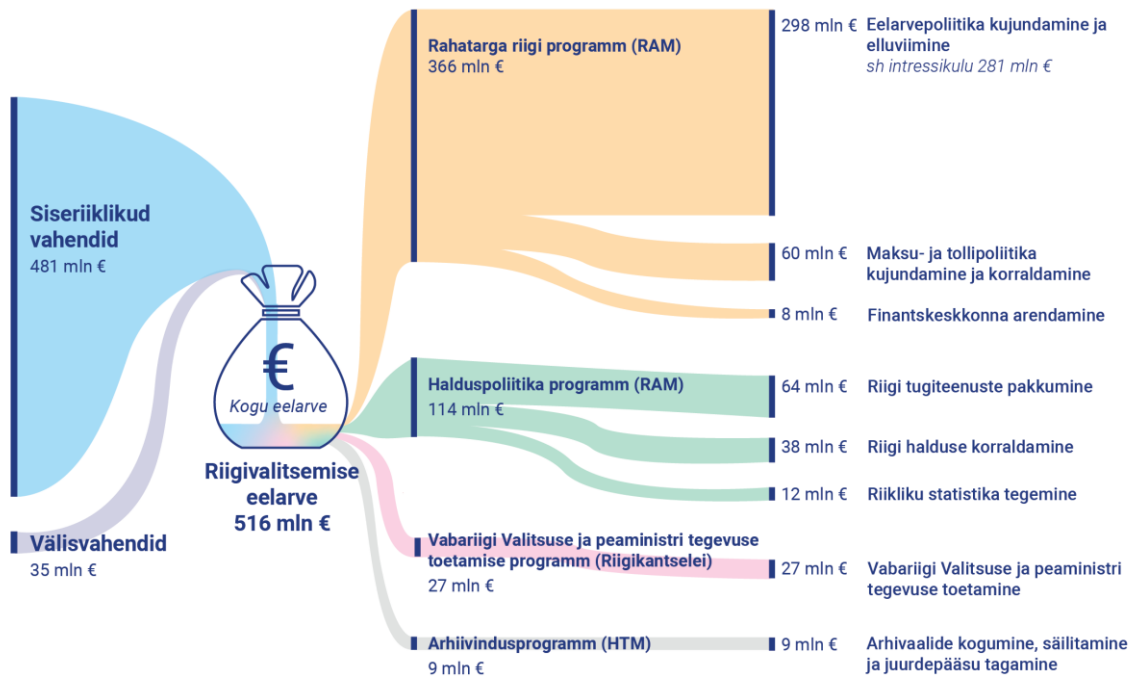 Siseriiklikud
vahendid
481 mln €
Välisvahendid
35 mln €
€
Kogu eelarve
Riigivalitsemise
eelarve
516 mln €
Rahatarga riigi programm (RAM)
366 mln €
298 mln € Eelarvepoliitika kujundamine ja
elluviimine
sh intressikulu 281 mln €
60 mln € Maksu- ja tollipoliitika
kujundamine ja korraldamine
8 mln € Finantskeskkonna arendamine
Halduspoliitika programm (RAM)
114 mln €
64 mln € Riigi tugiteenuste pakkumine
38 mln € Riigi halduse korraldamine
12 mln € Riikliku statistika tegemine
Vabariigi Valitsuse ja peaministri tegevuse
toetamise programm (Riigikantselei)
27 mln €
27 mln € Vabariigi Valitsuse ja peaministri
tegevuse toetamine
Arhiivindusprogramm (HTM)
9 mln €
9 mln € Arhivaalide kogumine, säilitamine
ja juurdepääsu tagamine